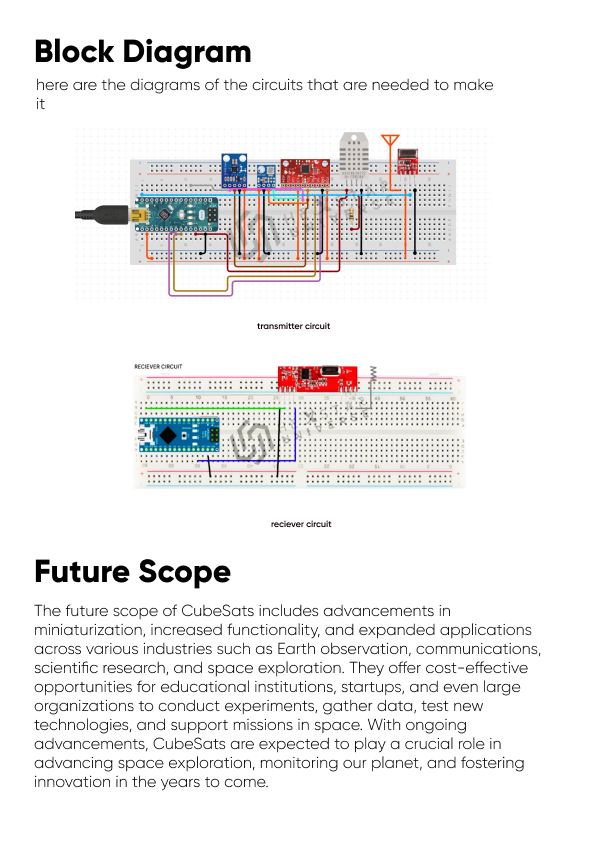 Block Diagram
here are the diagrams of the circuits that are needed to make
it
transmitter circuit
RECIEVER CIRCUIT
reciever circuit
Future Scope
The future scope of CubeSats includes advancements in
miniaturization, increased functionality, and expanded applications
across various industries such as Earth observation, communications,
scientific research, and space exploration. They offer cost-effective
opportunities for educational institutions, startups, and even large
organizations to conduct experiments, gather data, test new
technologies, and support missions in space. With ongoing
advancements, CubeSats are expected to play a crucial role in
advancing space exploration, monitoring our planet, and fostering
innovation in the years to come.